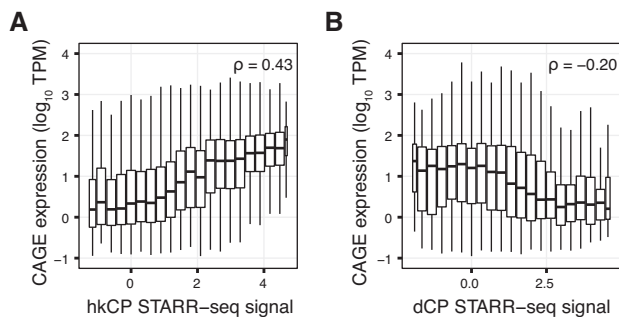 A
CAGE expression (log10 TPM)
4
3
2
1
0
−1
ρ = 0.43
0
2
4
hkCP STARR−seq signal
B
CAGE expression (log10 TPM)
4
3
2
1
0
−1
ρ = −0.20
0.0
2.5
dCP STARR−seq signal